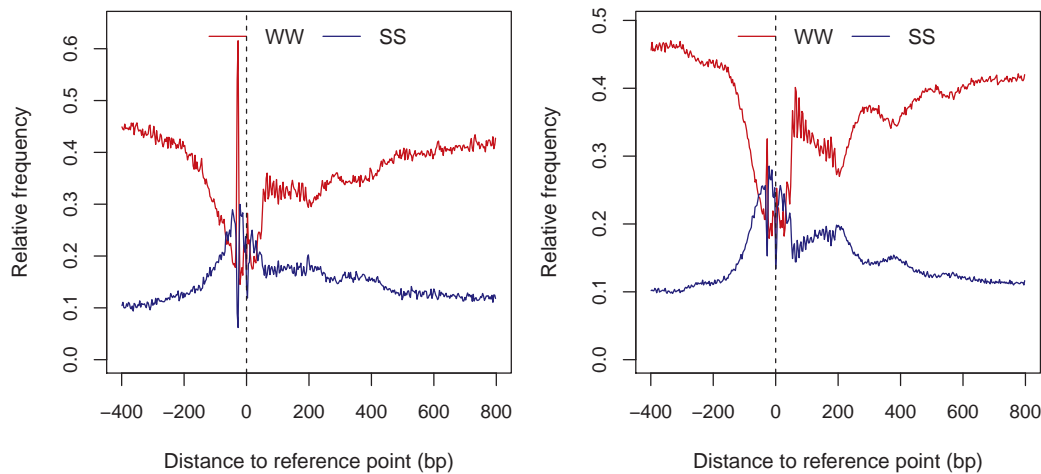 WW SS
Relative frequency
0.0 0.1 0.2 0.3 0.4 0.5 0.6
−400 −200 0 200 400 600 800
Distance to reference point (bp)
WW SS
Relative frequency
0.0 0.1 0.2 0.3 0.4 0.5
−400 −200 0 200 400 600 800
Distance to reference point (bp)